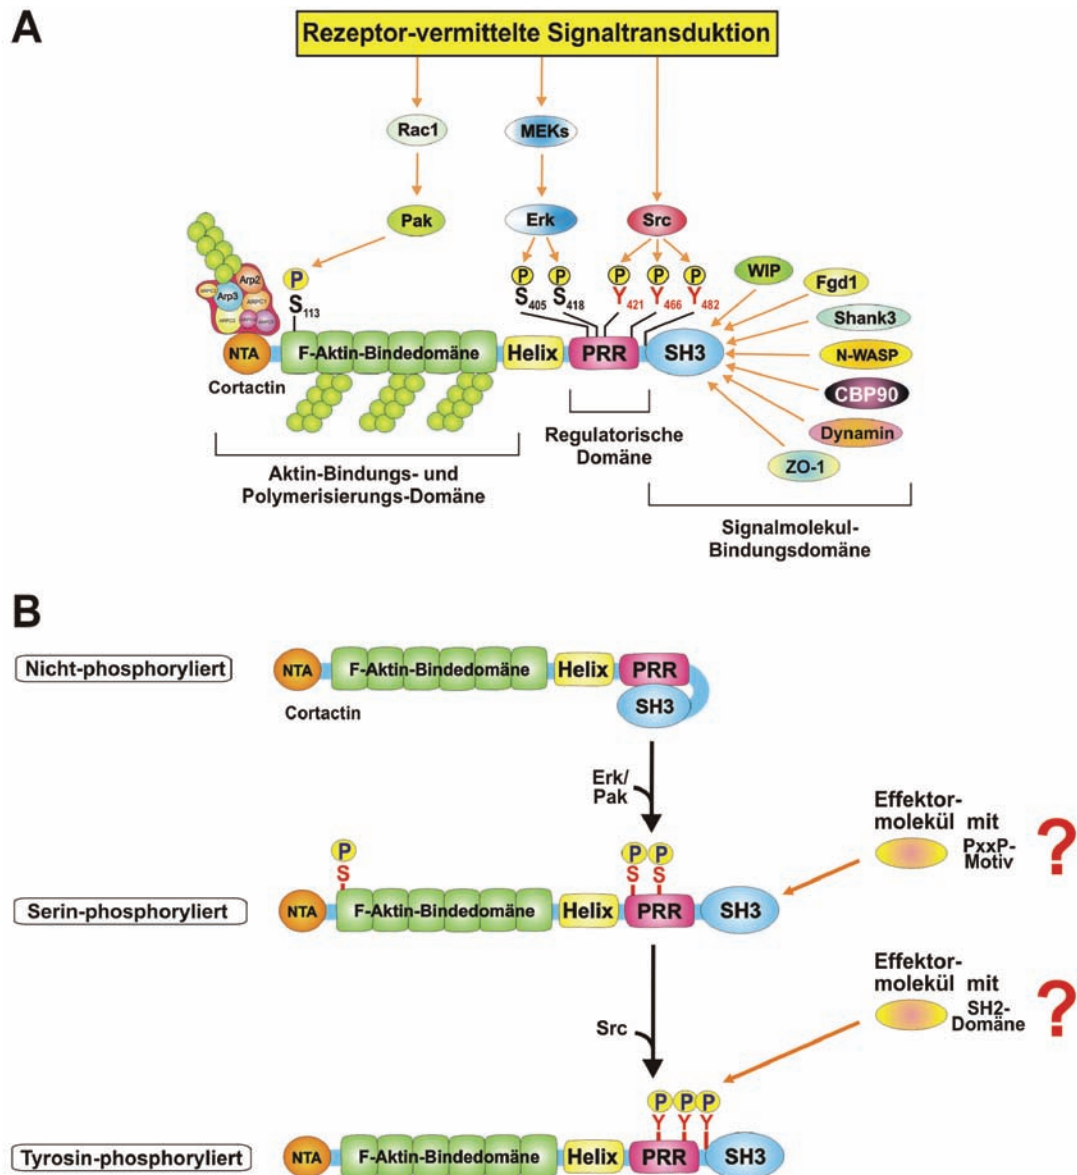 A
Rezeptor-vermittelte Signaltransduktion
Rac1
MEKs
Pak
Erk
Src
P
P
P
P
P
P
S113
S405
S418
Y421
Y466
Y482
Arp2
Arp3
ARPC1
NTA
F-Aktin-Bindedomäne
Helix
PRR
SH3
Cortactin
WIP
Fgd1
Shank3
N-WASP
CBP90
Dynamin
ZO-1
Regulatorische
Domäne
Aktin-Bindungs- und
Polymerisierungs-Domäne
Signalmolekul-
Bindungsdomäne
B
Nicht-phosphoryliert
NTA
F-Aktin-Bindedomäne
Helix
PRR
SH3
Cortactin
Erk/
Pak
Effektor-
molekül mit
PxxP-
Motiv
?
P
S
P P
S S
Serin-phosphoryliert
NTA
F-Aktin-Bindedomäne
Helix
PRR
SH3
Effektor-
molekül mit
SH2-
Domäne
?
Src
P P P
Y Y Y
Tyrosin-phosphoryliert
NTA
F-Aktin-Bindedomäne
Helix
PRR
SH3